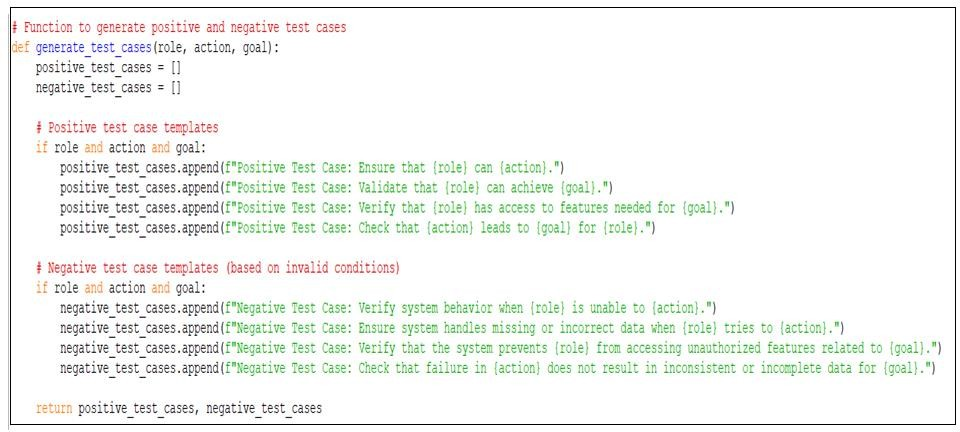 # Function to generate positive and negative test cases
def generate_test_cases(role, action, goal):
    positive_test_cases = []
    negative_test_cases = []

    # Positive test case templates
    if role and action and goal:
        positive_test_cases.append(f"Positive Test Case: Ensure that {role} can {action}.")
        positive_test_cases.append(f"Positive Test Case: Validate that {role} can achieve {goal}.")
        positive_test_cases.append(f"Positive Test Case: Verify that {role} has access to features needed for {goal}.")
        positive_test_cases.append(f"Positive Test Case: Check that {action} leads to {goal} for {role}.")

    # Negative test case templates (based on invalid conditions)
    if role and action and goal:
        negative_test_cases.append(f"Negative Test Case: Verify system behavior when {role} is unable to {action}.")
        negative_test_cases.append(f"Negative Test Case: Ensure system handles missing or incorrect data when {role} tries to {action}.")
        negative_test_cases.append(f"Negative Test Case: Verify that the system prevents {role} from accessing unauthorized features related to {goal}.")
        negative_test_cases.append(f"Negative Test Case: Check that failure in {action} does not result in inconsistent or incomplete data for {goal}.")

    return positive_test_cases, negative_test_cases